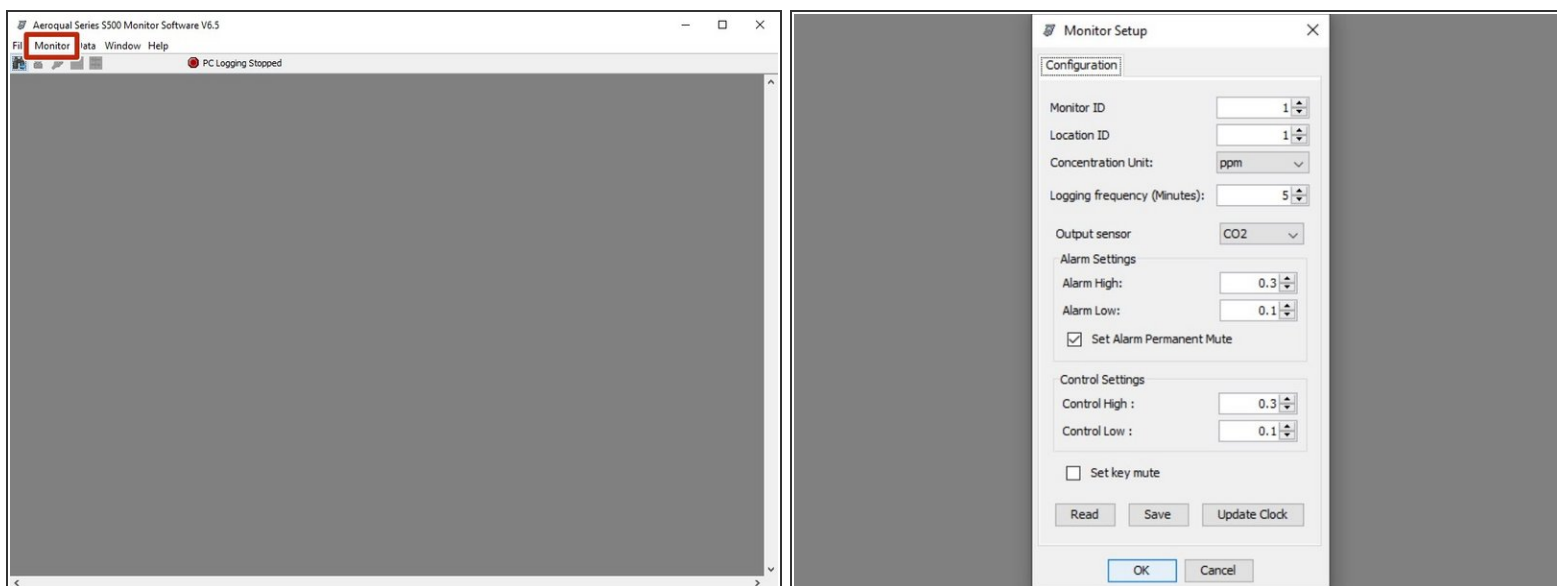 Aeroqual Series S500 Monitor Software V6.5
Fil Monitor ata Window Help
PC Logging Stopped
Monitor Setup
Configuration
Monitor ID 1
Location ID 1
Concentration Unit: ppm
Logging frequency (Minutes): 5
Output sensor CO2
Alarm Settings
Alarm High: 0.3
Alarm Low: 0.1
Set Alarm Permanent Mute
Control Settings
Control High : 0.3
Control Low : 0.1
Set key mute
Read Save Update Clock
OK Cancel